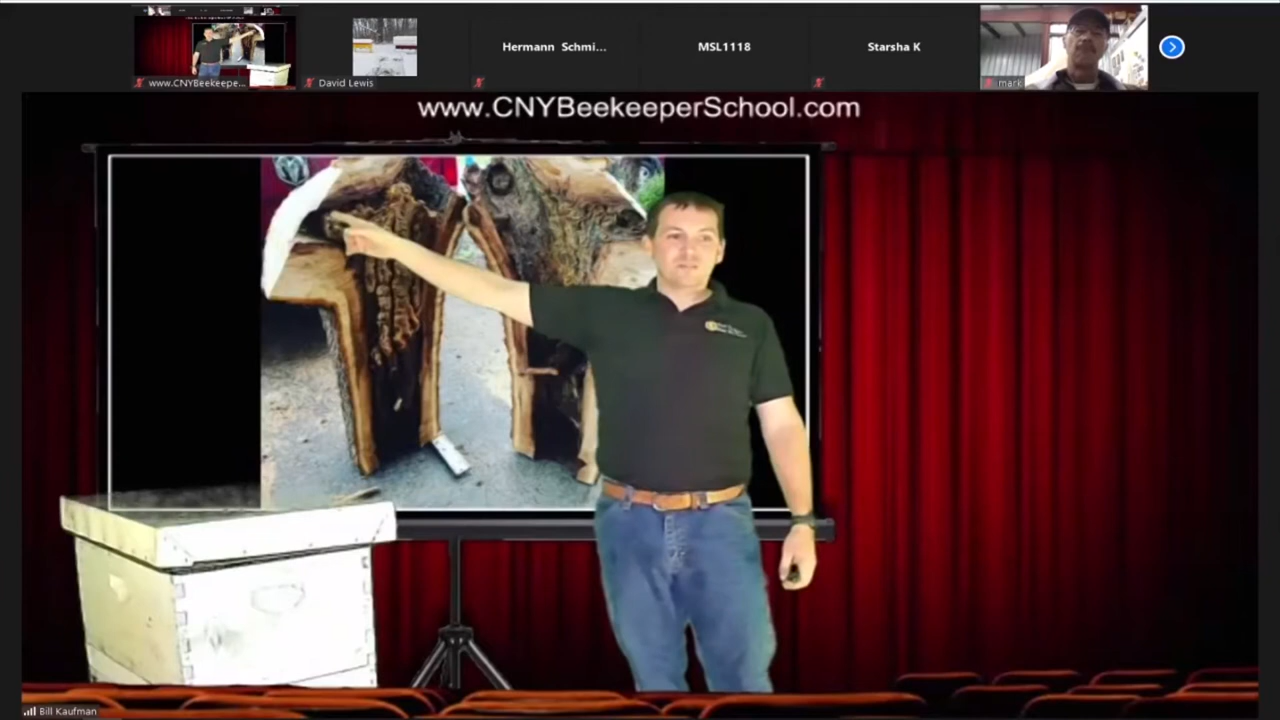 www.CNYBeekeepe...
David Lewis
Hermann Schmi...
MSL1118
Starsha K
mark
www.CNYBeekeeperSchool.com
Bill Kaufman